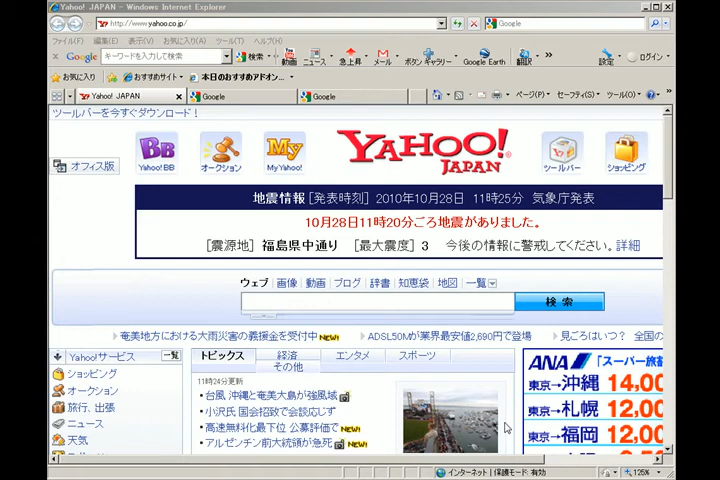 Yahoo! JAPAN - Windows Internet Explorer
http://www.yahoo.co.jp/
Google
ファイル(F) 編集(E) 表示(V) お気に入り(A) ツール(T) ヘルプ(H)
Google キーワードを入力して検索 検索 動画 ニュース 急上昇 メール ボタン ギャラリー Google Earth 翻訳 設定 ログイン
お気に入り おすすめサイト 本日のおすすめアドオン
Yahoo! JAPAN Google Google ページ(P) セーフティ(S) ツール(O)
ツールバーを今すぐダウンロード!
オフィス版
BB
Yahoo! BB
オークション
My
My Yahoo!
YAHOO!
JAPAN
ツールバー
ショッピング
地震情報 [発表時刻] 2010年10月28日 11時25分 気象庁発表
10月28日11時20分ごろ地震がありました。
[震源地] 福島県中通り [最大震度] 3 今後の情報に警戒してください。詳細
ウェブ 画像 動画 ブログ 辞書 知恵袋 地図 一覧
検索
奄美地方における大雨災害の義援金を受付中 NEW! ADSL50Mが業界最安値2,690円で登場 見ごろはいつ? 全国の
Yahoo!サービス 一覧
ショッピング
オークション
旅行、出張
ニュース
天気
トピックス 経済 エンタメ スポーツ
その他
11時24分更新
台風 沖縄と奄美大島が強風域
小沢氏 国会招致で会談応じず
高速無料化最下位 公募評価で NEW!
アルゼンチン前大統領が急死 NEW!
ANA 「スーパー旅割
東京→沖縄 14,00
東京→札幌 12,00
東京→福岡 12,00
インターネット | 保護モード: 有効
125%